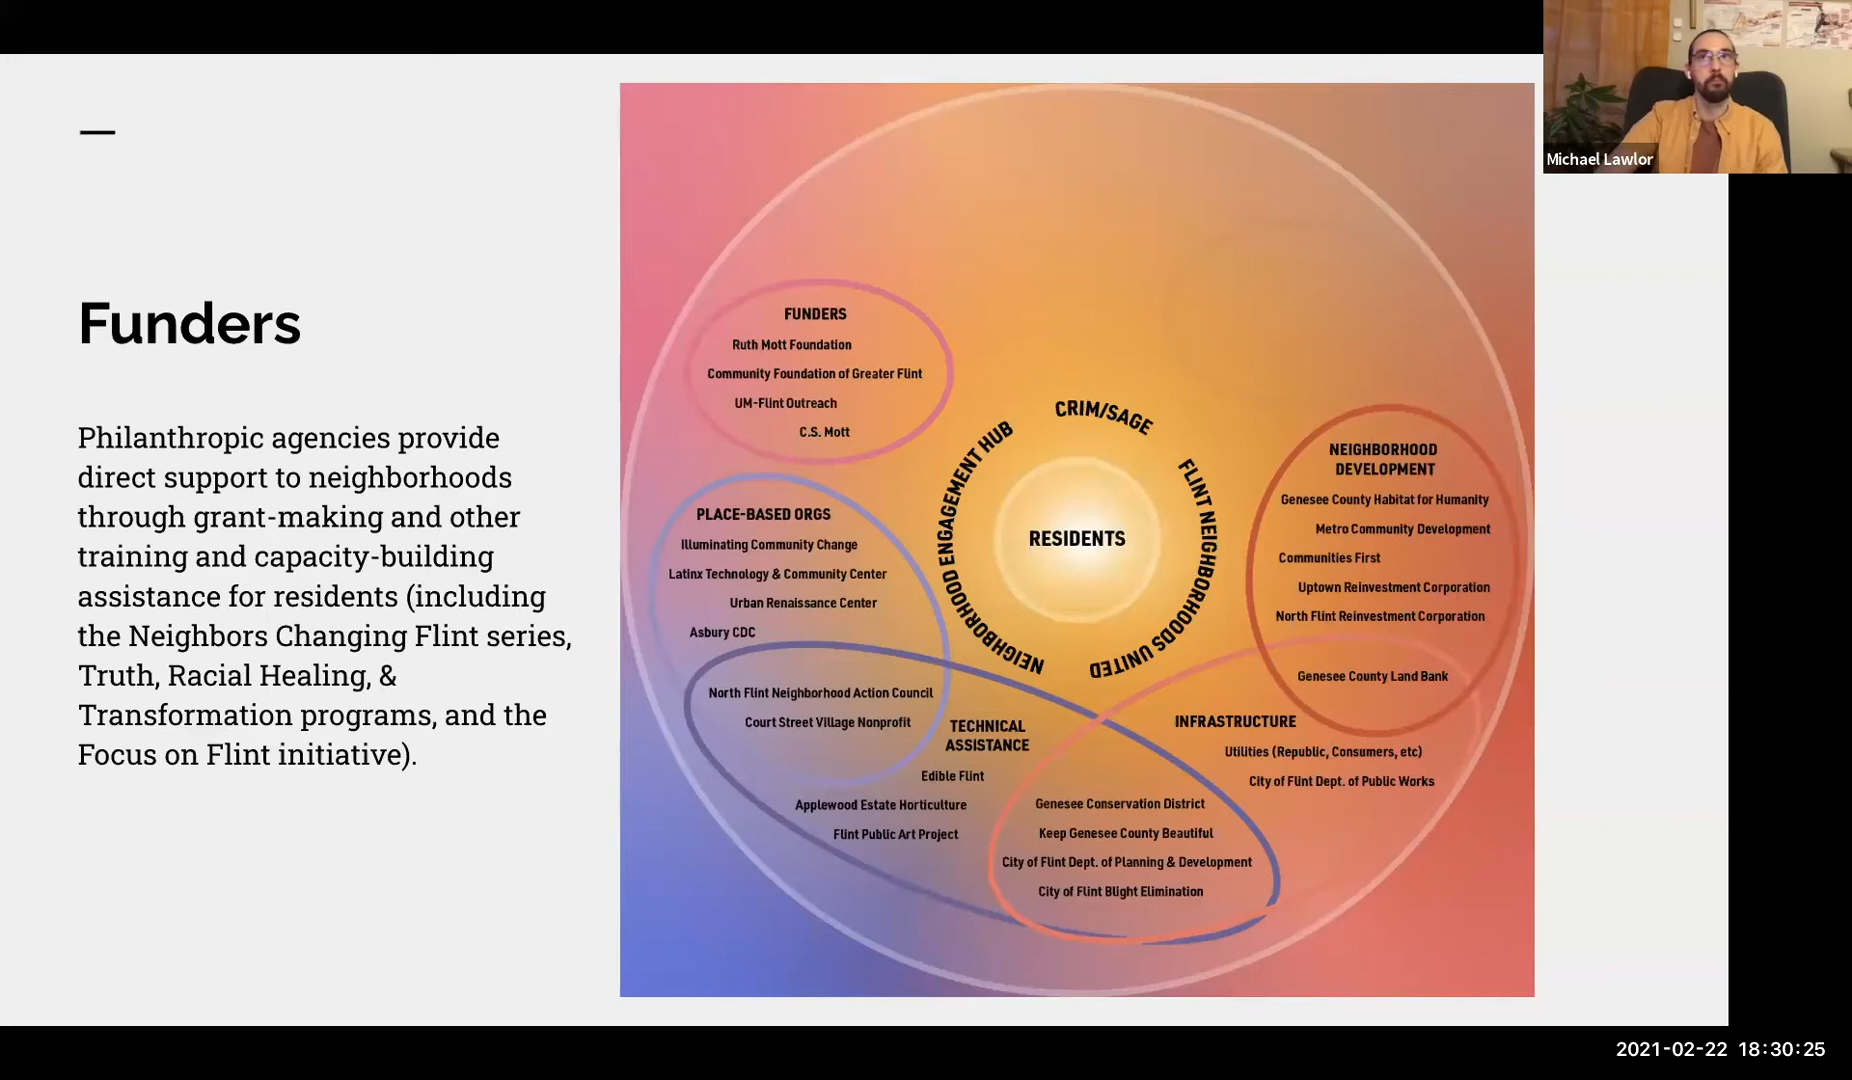 Michael Lawlor
Funders
Philanthropic agencies provide
direct support to neighborhoods
through grant-making and other
training and capacity-building
assistance for residents (including
the Neighbors Changing Flint series,
Truth, Racial Healing, &
Transformation programs, and the
Focus on Flint initiative).
FUNDERS
Ruth Mott Foundation
Community Foundation of Greater Flint
UM-Flint Outreach
C.S. Mott
CRIM/SAGE
NEIGHBORHOOD ENGAGEMENT HUB
FLINT NEIGHBORHOODS UNITED
RESIDENTS
NEIGHBORHOOD
DEVELOPMENT
Genesee County Habitat for Humanity
Metro Community Development
Communities First
Uptown Reinvestment Corporation
North Flint Reinvestment Corporation
Genesee County Land Bank
PLACE-BASED ORGS
Illuminating Community Change
Latinx Technology & Community Center
Urban Renaissance Center
Asbury CDC
North Flint Neighborhood Action Council
Court Street Village Nonprofit
TECHNICAL
ASSISTANCE
Edible Flint
Applewood Estate Horticulture
Flint Public Art Project
INFRASTRUCTURE
Utilities (Republic, Consumers, etc)
City of Flint Dept. of Public Works
Genesee Conservation District
Keep Genesee County Beautiful
City of Flint Dept. of Planning & Development
City of Flint Blight Elimination
2021-02-22 18:30:25